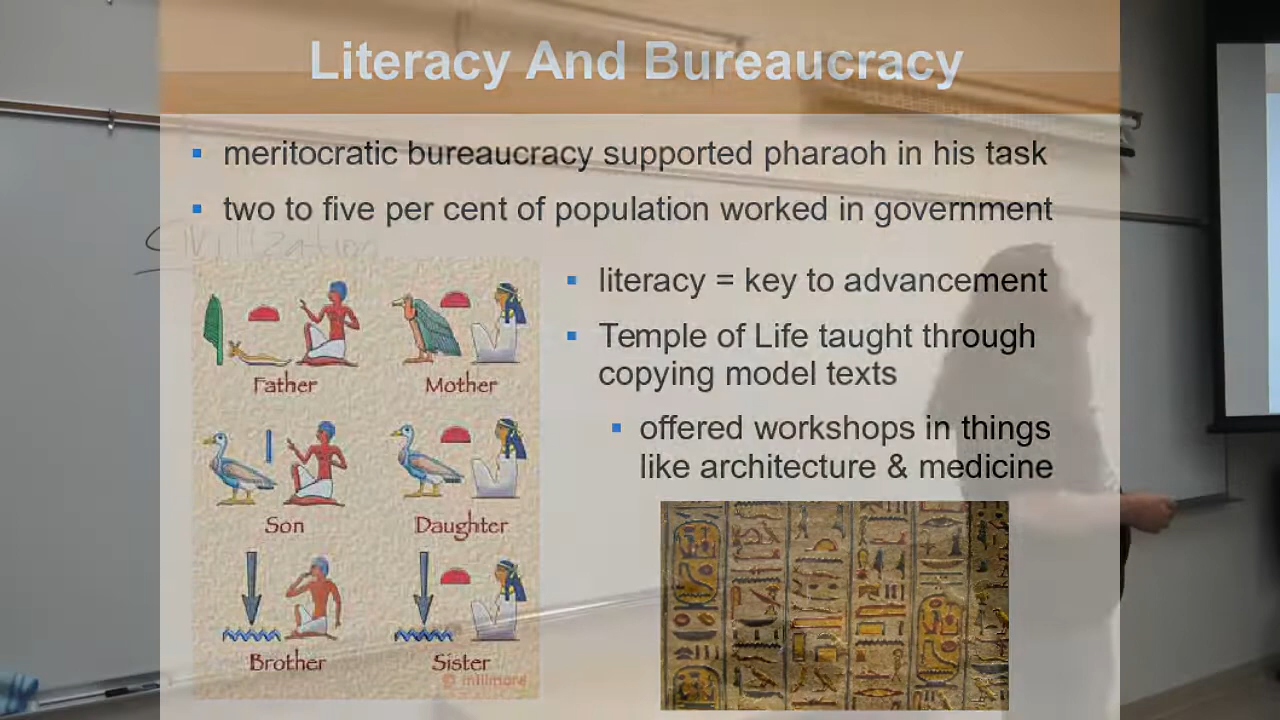 Literacy And Bureaucracy
meritocratic bureaucracy supported pharaoh in his task
two to five per cent of population worked in government
Civilization
literacy = key to advancement
Temple of Life taught through
copying model texts
offered workshops in things
like architecture & medicine
Father
Mother
Son
Daughter
Brother
Sister
© millmore